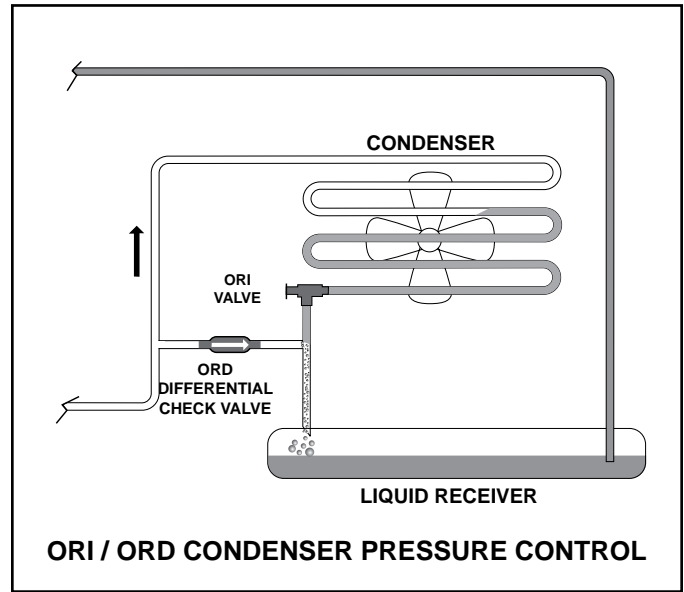 CONDENSER
ORI
VALVE
ORD
DIFFERENTIAL
CHECK VALVE
LIQUID RECEIVER
ORI / ORD CONDENSER PRESSURE CONTROL